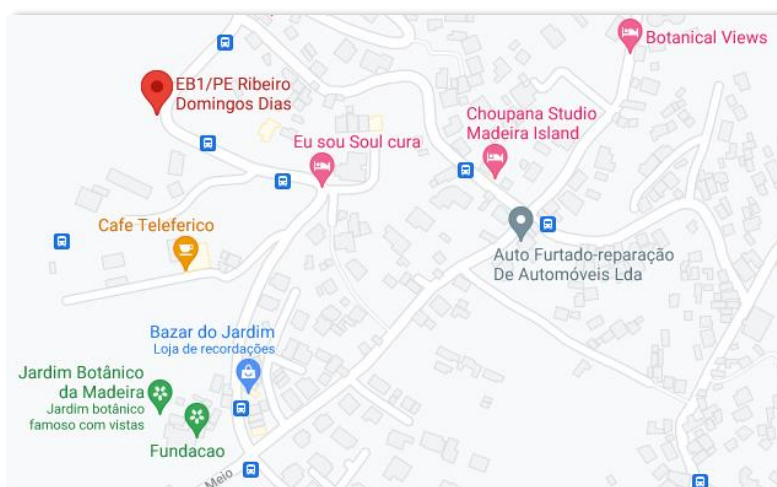 Botanical Views
EB1/PE Ribeiro
Domingos Dias
Choupana Studio
Madeira Island
Eu sou Soul cura
Cafe Teleferico
Auto Furtado-reparação
De Automóveis Lda
Bazar do Jardim
Loja de recordações
Jardim Botânico
da Madeira
Jardim botânico
famoso com vistas
Fundacao
Meio